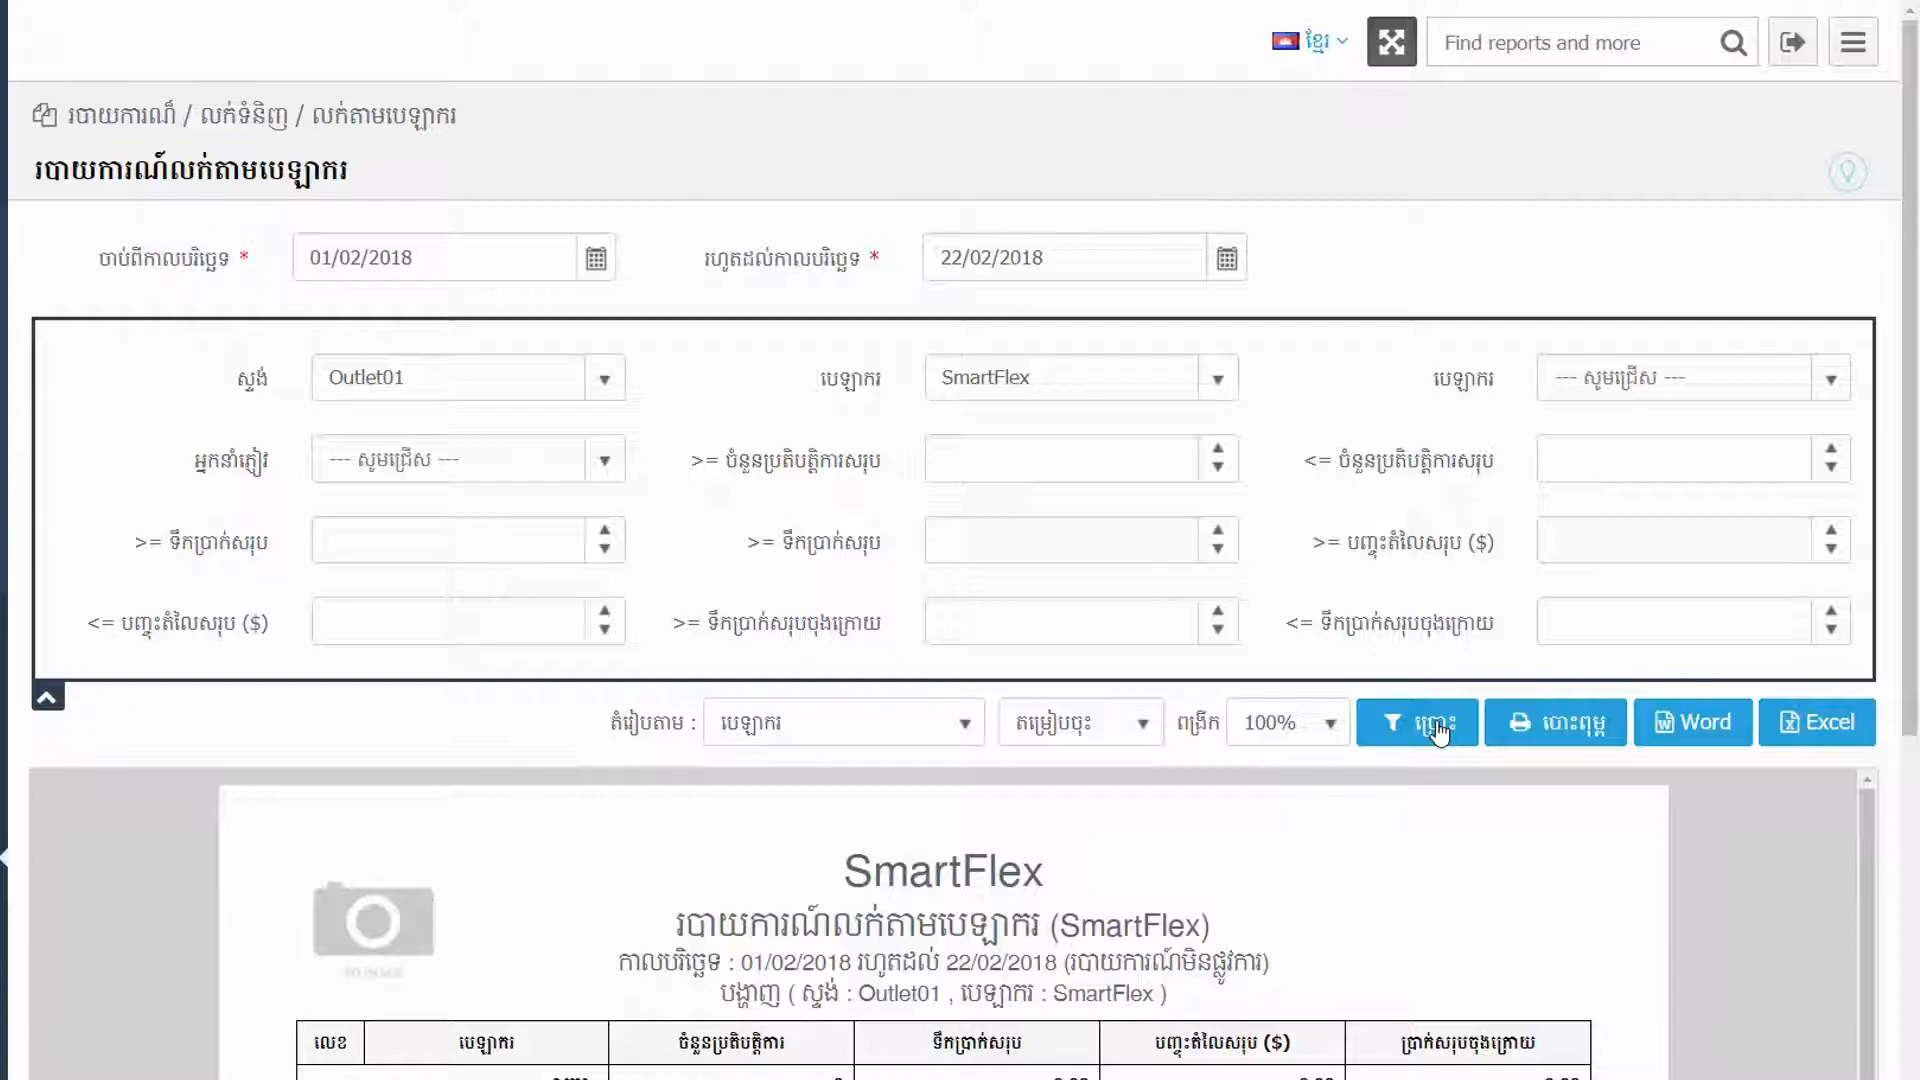 ខ្មែរ Find reports and more
របាយការណ៏ / លក់ទំនិញ / លក់តាមបេឡាករ
របាយការណ៍លក់តាមបេឡាករ
ចាប់ពីកាលបរិច្ឆេទ * 01/02/2018 រហូតដល់កាលបរិច្ឆេទ * 22/02/2018
ស្តង់ Outlet01 បេឡាករ SmartFlex បេឡាករ --- សូមជ្រើស ---
អ្នកនាំភ្ញៀវ --- សូមជ្រើស --- >= ចំនួនប្រតិបត្តិការសរុប <= ចំនួនប្រតិបត្តិការសរុប
>= ទឹកប្រាក់សរុប >= ទឹកប្រាក់សរុប >= បញ្ចុះតំលៃសរុប ($)
<= បញ្ចុះតំលៃសរុប ($) >= ទឹកប្រាក់សរុបចុងក្រោយ <= ទឹកប្រាក់សរុបចុងក្រោយ
តំរៀបតាម : បេឡាករ តម្រៀបចុះ ពង្រីក 100% បោះពុម្ព Word Excel
SmartFlex
NO IMAGE
របាយការណ៍លក់តាមបេឡាករ (SmartFlex)
កាលបរិច្ឆេទ : 01/02/2018 រហូតដល់ 22/02/2018 (របាយការណ៍មិនផ្លូវការ)
បង្ហាញ ( ស្តង់ : Outlet01 , បេឡាករ : SmartFlex )
លេខ បេឡាករ ចំនួនប្រតិបត្តិការ ទឹកប្រាក់សរុប បញ្ចុះតំលៃសរុប ($) ប្រាក់សរុបចុងក្រោយ